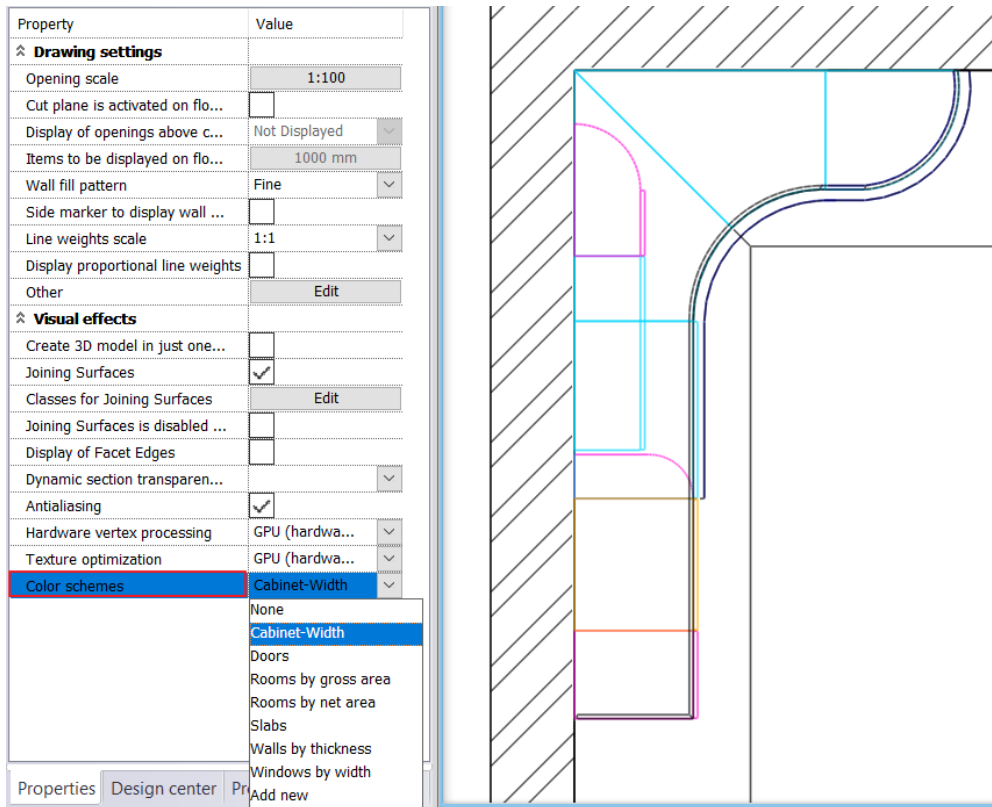 Property Value
Drawing settings
Opening scale 1:100
Cut plane is activated on flo...
Display of openings above c... Not Displayed
Items to be displayed on flo... 1000 mm
Wall fill pattern Fine
Side marker to display wall ...
Line weights scale 1:1
Display proportional line weights
Other Edit
Visual effects
Create 3D model in just one...
Joining Surfaces
Classes for Joining Surfaces Edit
Joining Surfaces is disabled ...
Display of Facet Edges
Dynamic section transparen...
Antialiasing
Hardware vertex processing GPU (hardwa...
Texture optimization GPU (hardwa...
Color schemes Cabinet-Width
None
Cabinet-Width
Doors
Rooms by gross area
Rooms by net area
Slabs
Walls by thickness
Windows by width
Add new
Properties Design center Pr